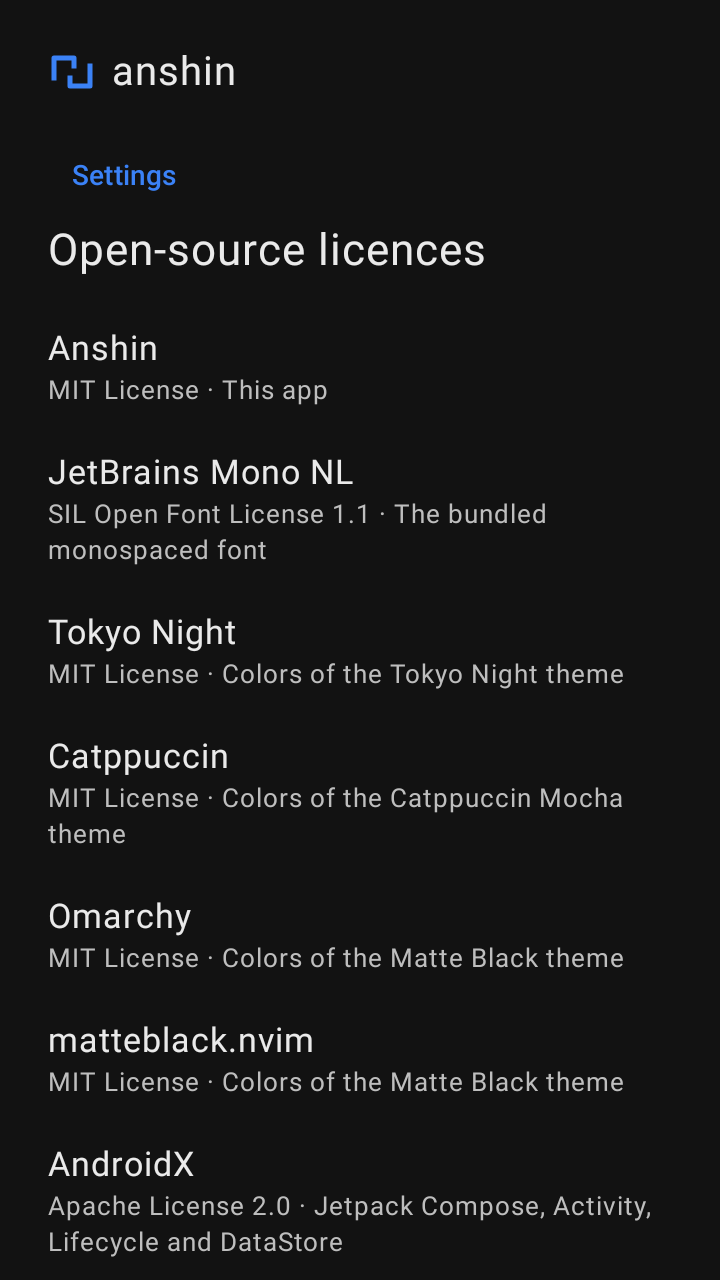 anshin
Settings
Open-source licences
Anshin
MIT License · This app
JetBrains Mono NL
SIL Open Font License 1.1 · The bundled
monospaced font
Tokyo Night
MIT License · Colors of the Tokyo Night theme
Catppuccin
MIT License · Colors of the Catppuccin Mocha
theme
Omarchy
MIT License · Colors of the Matte Black theme
matteblack.nvim
MIT License · Colors of the Matte Black theme
AndroidX
Apache License 2.0 · Jetpack Compose, Activity,
Lifecycle and DataStore